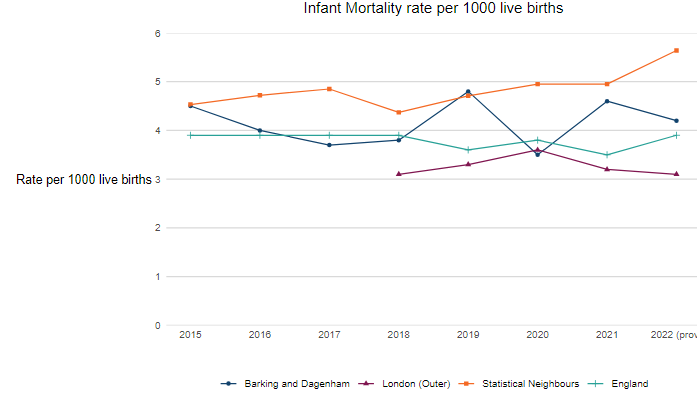 Infant Mortality rate per 1000 live births
6
5
4
Rate per 1000 live births 3
2
1
0
2015 2016 2017 2018 2019 2020 2021 2022 (prov
Barking and Dagenham London (Outer) Statistical Neighbours England